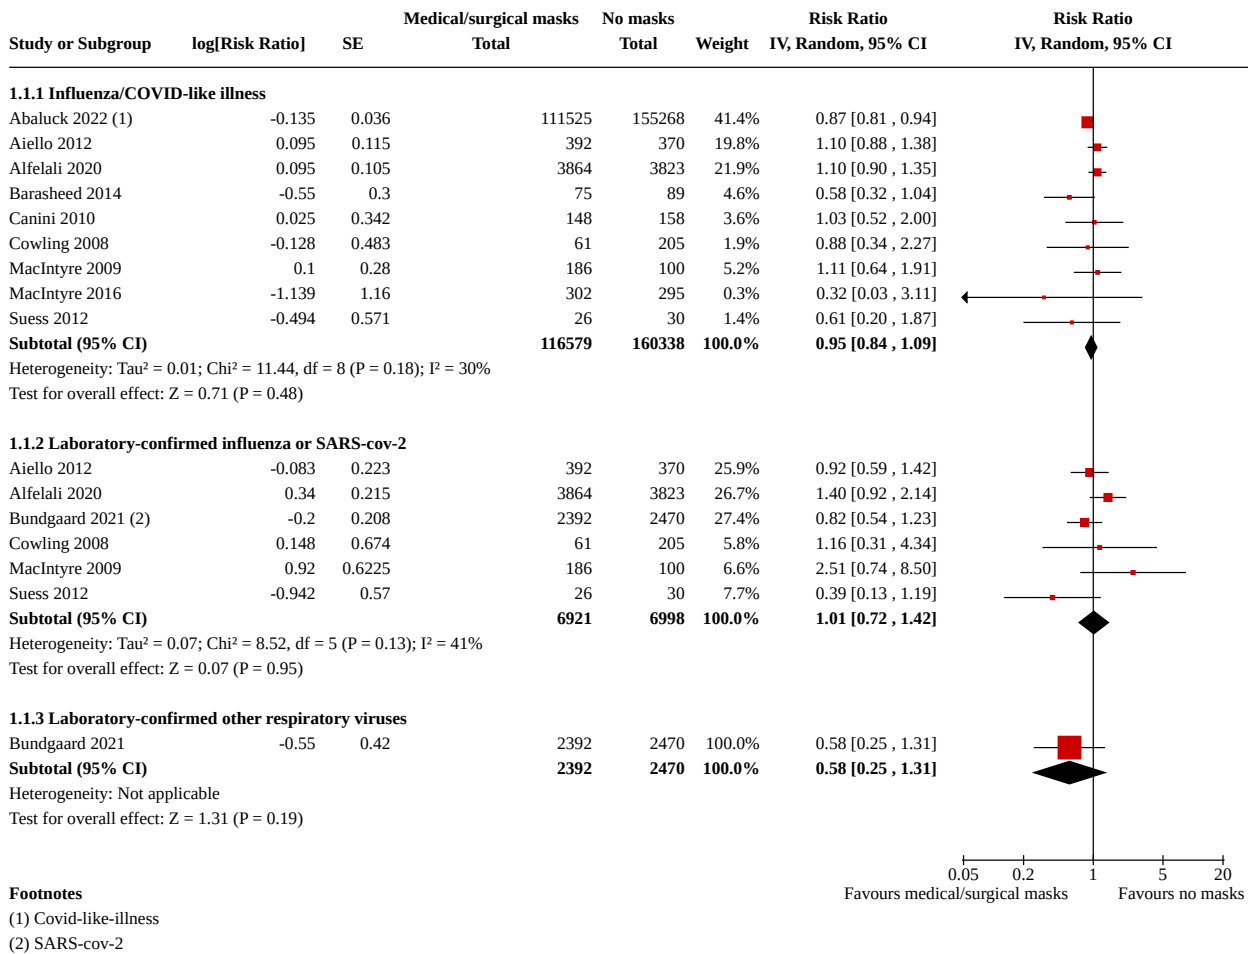 Medical/surgical masks No masks Risk Ratio Risk Ratio
Study or Subgroup log[Risk Ratio] SE Total Total Weight IV, Random, 95% CI IV, Random, 95% CI
1.1.1 Influenza/COVID-like illness
Abaluck 2022 (1) -0.135 0.036 111525 155268 41.4% 0.87 [0.81 , 0.94]
Aiello 2012 0.095 0.115 392 370 19.8% 1.10 [0.88 , 1.38]
Alfelali 2020 0.095 0.105 3864 3823 21.9% 1.10 [0.90 , 1.35]
Barasheed 2014 -0.55 0.3 75 89 4.6% 0.58 [0.32 , 1.04]
Canini 2010 0.025 0.342 148 158 3.6% 1.03 [0.52 , 2.00]
Cowling 2008 -0.128 0.483 61 205 1.9% 0.88 [0.34 , 2.27]
MacIntyre 2009 0.1 0.28 186 100 5.2% 1.11 [0.64 , 1.91]
MacIntyre 2016 -1.139 1.16 302 295 0.3% 0.32 [0.03 , 3.11]
Suess 2012 -0.494 0.571 26 30 1.4% 0.61 [0.20 , 1.87]
Subtotal (95% CI) 116579 160338 100.0% 0.95 [0.84 , 1.09]
Heterogeneity: Tau² = 0.01; Chi² = 11.44, df = 8 (P = 0.18); I² = 30%
Test for overall effect: Z = 0.71 (P = 0.48)
1.1.2 Laboratory-confirmed influenza or SARS-cov-2
Aiello 2012 -0.083 0.223 392 370 25.9% 0.92 [0.59 , 1.42]
Alfelali 2020 0.34 0.215 3864 3823 26.7% 1.40 [0.92 , 2.14]
Bundgaard 2021 (2) -0.2 0.208 2392 2470 27.4% 0.82 [0.54 , 1.23]
Cowling 2008 0.148 0.674 61 205 5.8% 1.16 [0.31 , 4.34]
MacIntyre 2009 0.92 0.6225 186 100 6.6% 2.51 [0.74 , 8.50]
Suess 2012 -0.942 0.57 26 30 7.7% 0.39 [0.13 , 1.19]
Subtotal (95% CI) 6921 6998 100.0% 1.01 [0.72 , 1.42]
Heterogeneity: Tau² = 0.07; Chi² = 8.52, df = 5 (P = 0.13); I² = 41%
Test for overall effect: Z = 0.07 (P = 0.95)
1.1.3 Laboratory-confirmed other respiratory viruses
Bundgaard 2021 -0.55 0.42 2392 2470 100.0% 0.58 [0.25 , 1.31]
Subtotal (95% CI) 2392 2470 100.0% 0.58 [0.25 , 1.31]
Heterogeneity: Not applicable
Test for overall effect: Z = 1.31 (P = 0.19)
0.05 0.2 1 5 20
Favours medical/surgical masks Favours no masks
Footnotes
(1) Covid-like-illness
(2) SARS-cov-2